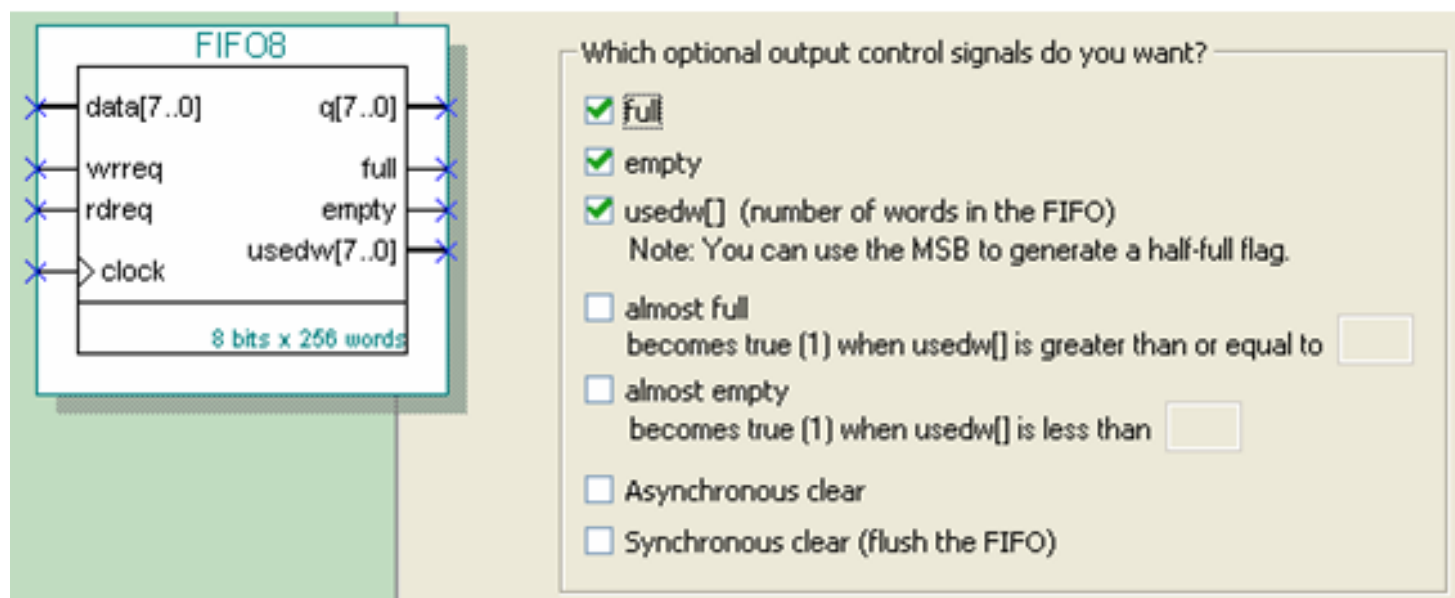 FIFO8
data[7..0] q[7..0]
wrreq full
rdreq empty
usedw[7..0]
clock
8 bits x 256 words
Which optional output control signals do you want?
full
empty
usedw[] (number of words in the FIFO)
Note: You can use the MSB to generate a half-full flag.
almost full
becomes true (1) when usedw[] is greater than or equal to
almost empty
becomes true (1) when usedw[] is less than
Asynchronous clear
Synchronous clear (flush the FIFO)